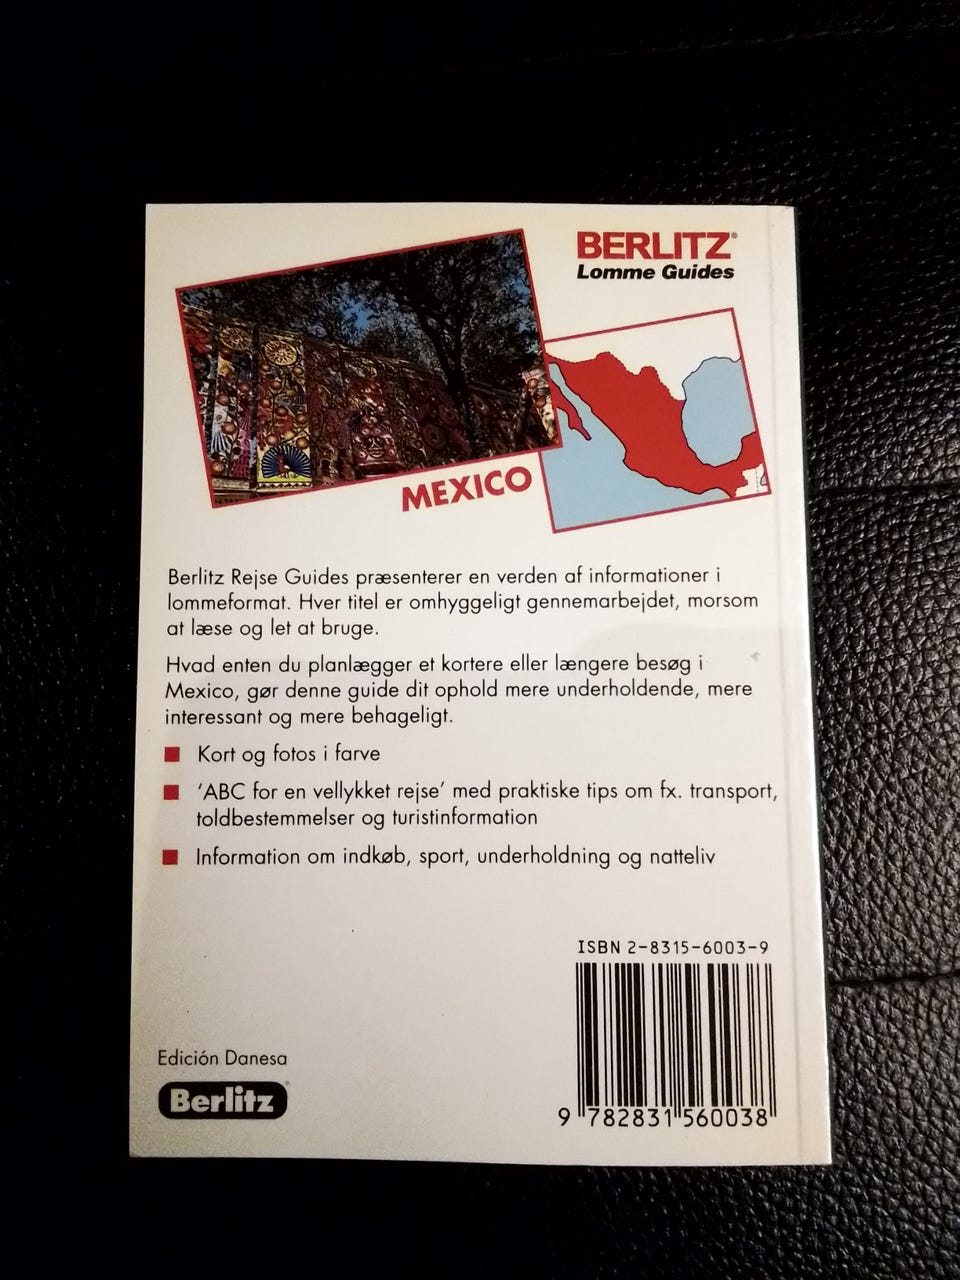 BERLITZ®
Lomme Guides
MEXICO
Berlitz Rejse Guides præsenterer en verden af informationer i
lommeformat. Hver titel er omhyggeligt gennemarbejdet, morsom
at læse og let at bruge.
Hvad enten du planlægger et kortere eller længere besøg i
Mexico, gør denne guide dit ophold mere underholdende, mere
interessant og mere behageligt.
Kort og fotos i farve
‘ABC for en vellykket rejse’ med praktiske tips om fx. transport,
toldbestemmelser og turistinformation
Information om indkøb, sport, underholdning og natteliv
ISBN 2-8315-6003-9
9 782831 560038
Edición Danesa
Berlitz®